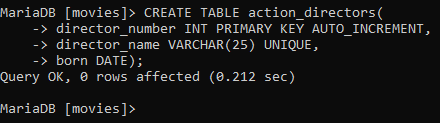 MariaDB [movies]> CREATE TABLE action_directors(
    -> director_number INT PRIMARY KEY AUTO_INCREMENT,
    -> director_name VARCHAR(25) UNIQUE,
    -> born DATE);
Query OK, 0 rows affected (0.212 sec)
MariaDB [movies]>